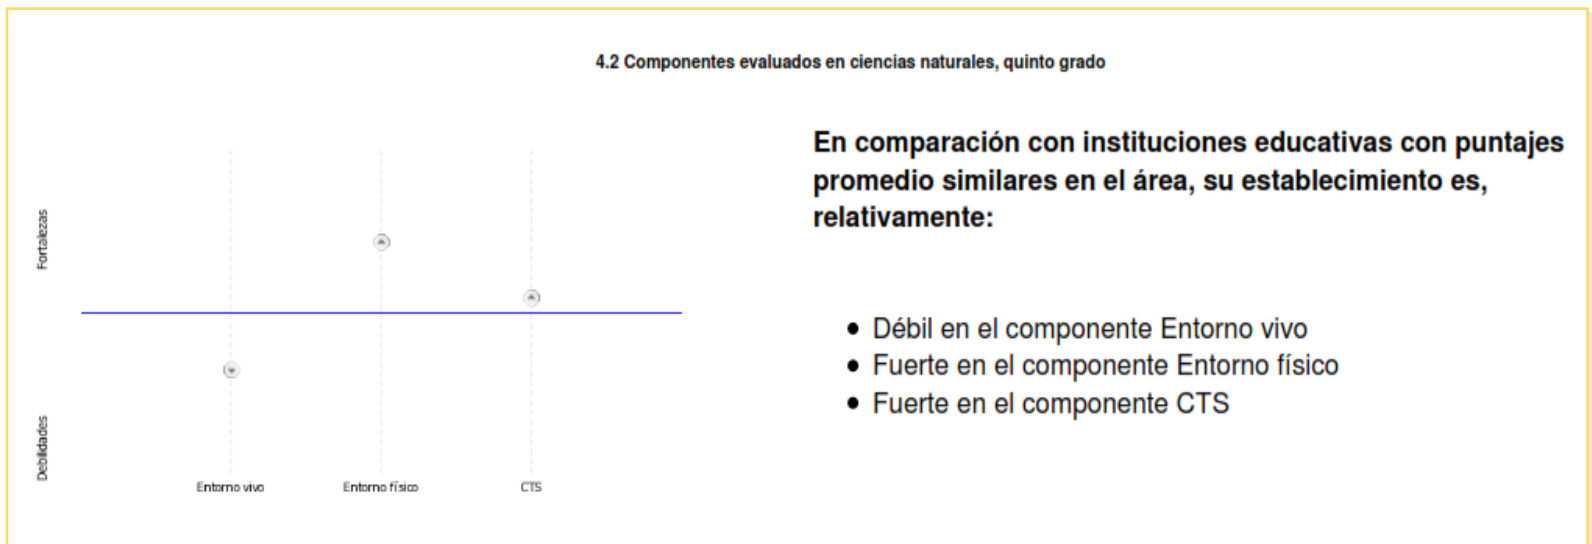 4.2 Componentes evaluados en ciencias naturales, quinto grado
En comparación con instituciones educativas con puntajes
promedio similares en el área, su establecimiento es,
relativamente:
• Débil en el componente Entorno vivo
• Fuerte en el componente Entorno físico
• Fuerte en el componente CTS
Fortalezas
Debilidades
Entorno vivo
Entorno físico
CTS